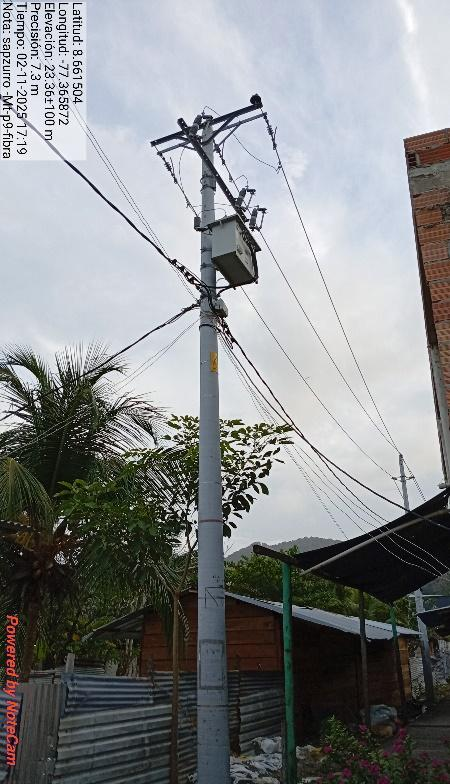 Latitud: 8.661504
Longitud: -77.365872
Elevación: 23.36±100 m
Precisión: 7.3 m
Tiempo: 02-11-2025 17:19
Nota: sapzurro -Mt-p9-fibra
Powered by NoteCam